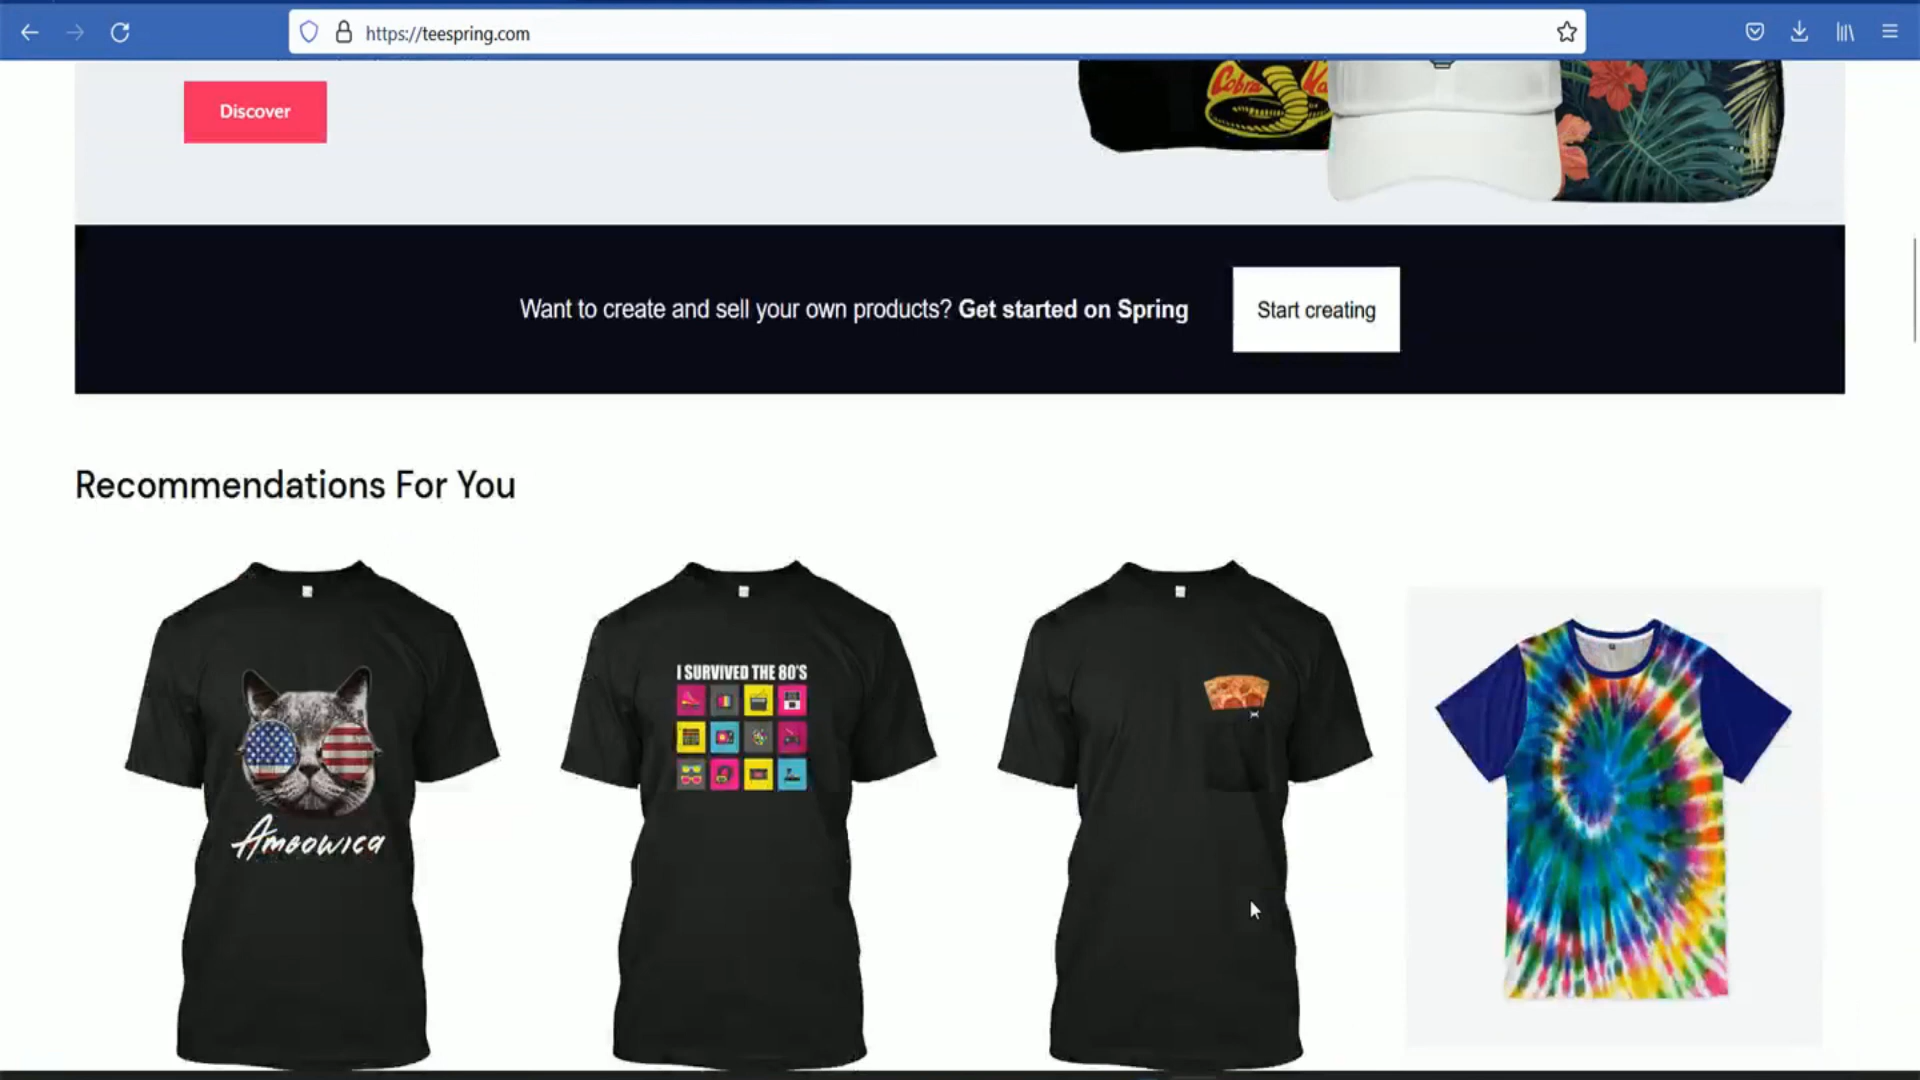 https://teespring.com
Cobra
Discover
Want to create and sell your own products? Get started on Spring
Start creating
Recommendations For You
I SURVIVED THE 80'S
Ameowica